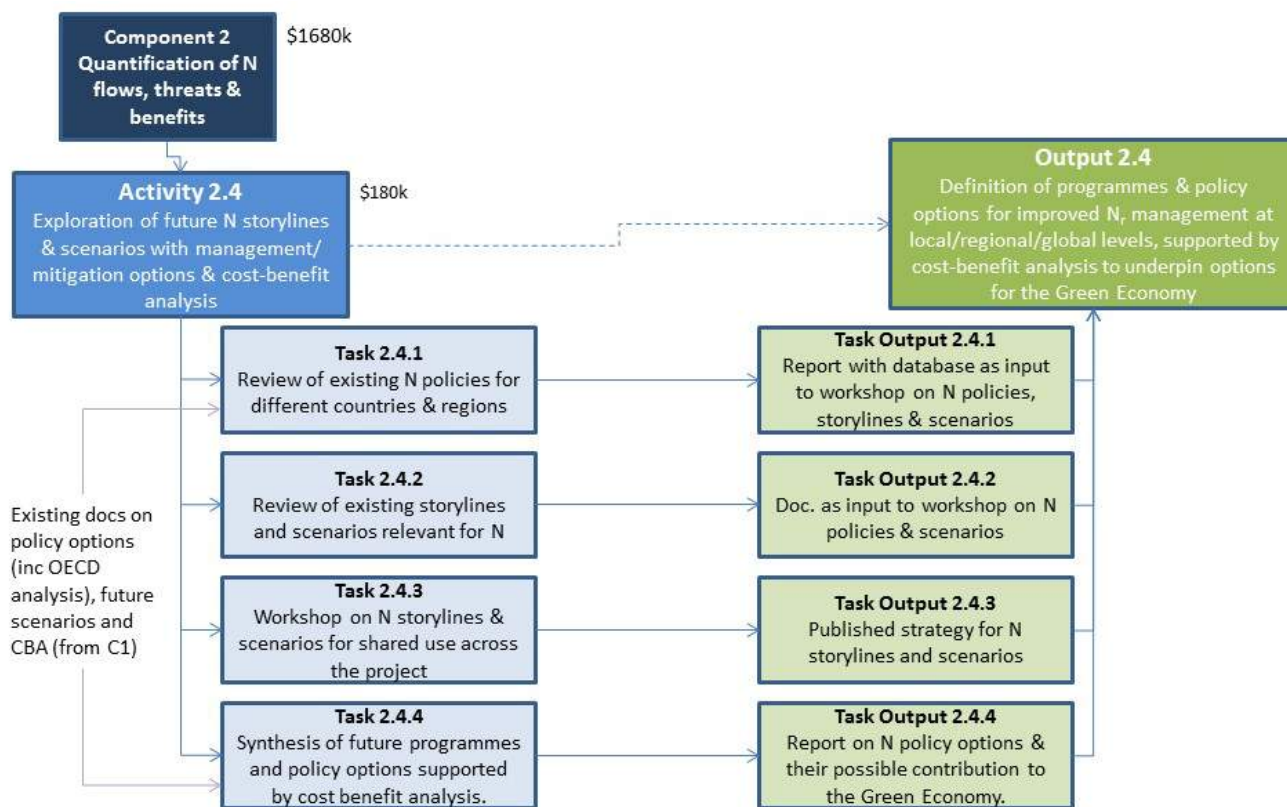 Component 2
Quantification of N
flows, threats &
benefits
$1680k
Activity 2.4
Exploration of future N storylines
& scenarios with management/
mitigation options & cost-benefit
analysis
$180k
Output 2.4
Definition of programmes & policy
options for improved Nr management at
local/regional/global levels, supported by
cost-benefit analysis to underpin options
for the Green Economy
Task 2.4.1
Review of existing N policies for
different countries & regions
Task Output 2.4.1
Report with database as input
to workshop on N policies,
storylines & scenarios
Task 2.4.2
Review of existing storylines
and scenarios relevant for N
Task Output 2.4.2
Doc. as input to workshop on N
policies & scenarios
Existing docs on
policy options
(inc OECD
analysis), future
scenarios and
CBA (from C1)
Task 2.4.3
Workshop on N storylines &
scenarios for shared use across
the project
Task Output 2.4.3
Published strategy for N
storylines and scenarios
Task 2.4.4
Synthesis of future programmes
and policy options supported
by cost benefit analysis.
Task Output 2.4.4
Report on N policy options &
their possible contribution to
the Green Economy.